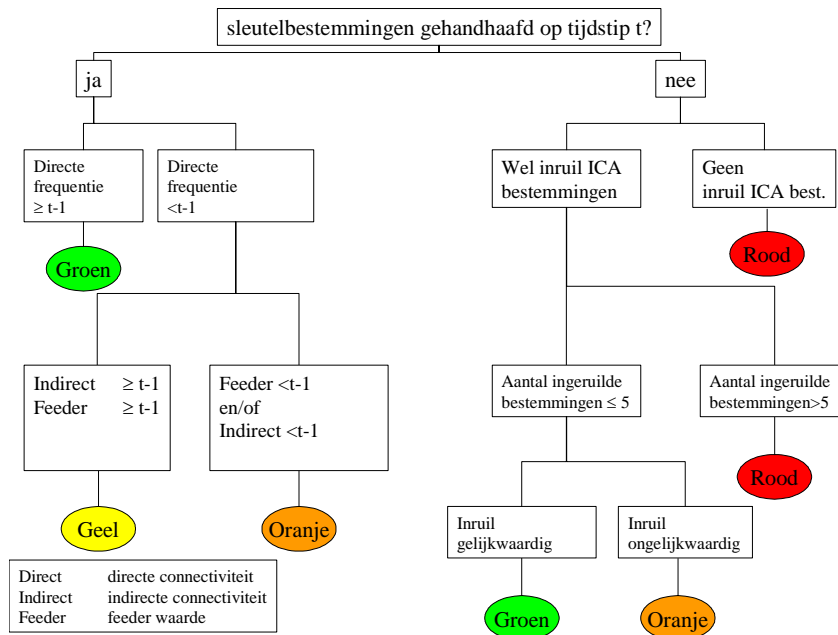 sleutelbestemmingen gehandhaafd op tijdstip t?
ja
nee
Directe
frequentie
≥ t-1
Directe
frequentie
<t-1
Wel inruil ICA
bestemmingen
Geen
inruil ICA best.
Groen
Rood
Indirect ≥ t-1
Feeder ≥ t-1
Feeder <t-1
en/of
Indirect <t-1
Aantal ingeruilde
bestemmingen ≤ 5
Aantal ingeruilde
bestemmingen>5
Rood
Geel
Oranje
Inruil
gelijkwaardig
Inruil
ongelijkwaardig
Groen
Oranje
Direct directe connectiviteit
Indirect indirecte connectiviteit
Feeder feeder waarde